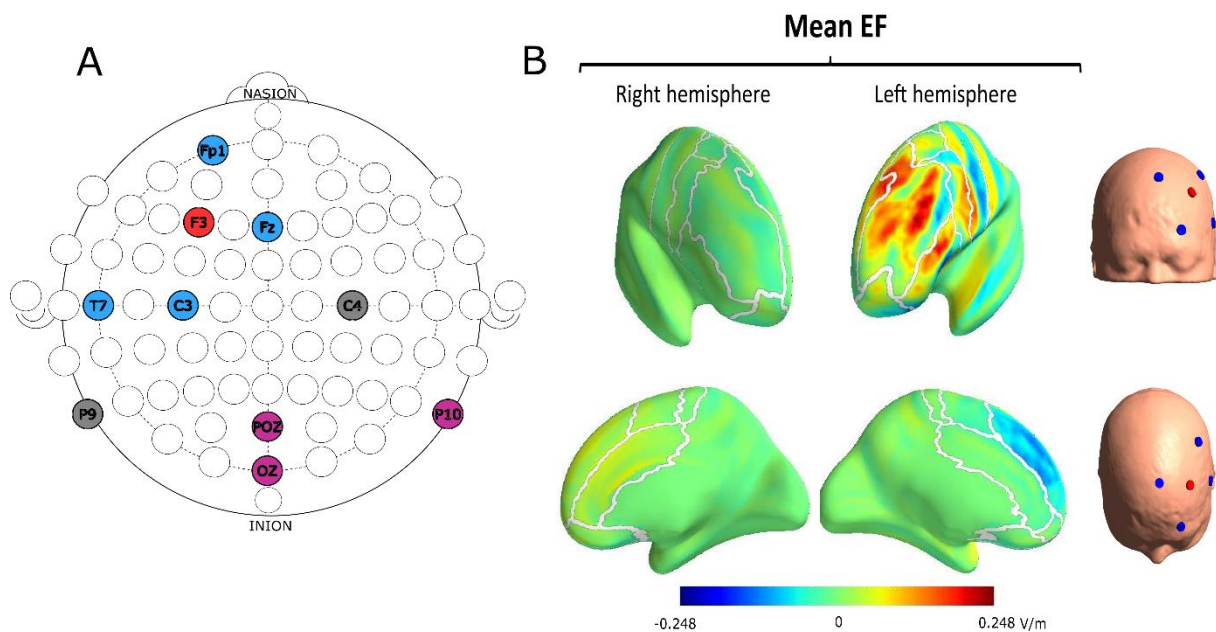 A
NASION
Fp1
F3
Fz
T7
C3
C4
P9
P10
POZ
OZ
INION
B
Mean EF
Right hemisphere
Left hemisphere
-0.248
0
0.248 V/m